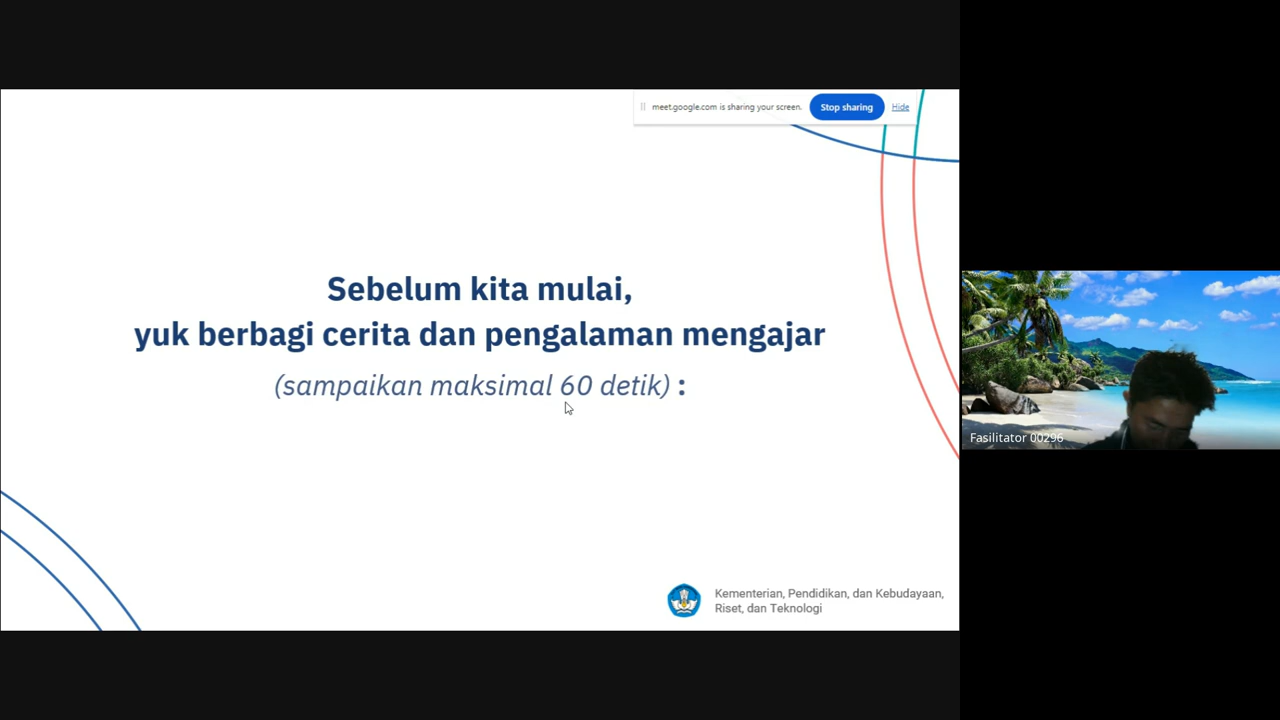 meet.google.com is sharing your screen.
Stop sharing
Hide
Sebelum kita mulai,
yuk berbagi cerita dan pengalaman mengajar
(sampaikan maksimal 60 detik) :
Fasilitator 00296
Kementerian, Pendidikan, dan Kebudayaan,
Riset, dan Teknologi